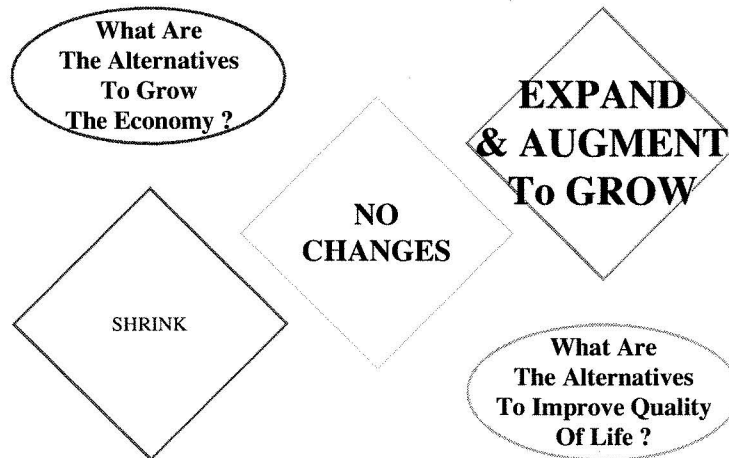 What Are
The Alternatives
To Grow
The Economy ?
EXPAND
& AUGMENT
To GROW
NO
CHANGES
SHRINK
What Are
The Alternatives
To Improve Quality
Of Life ?